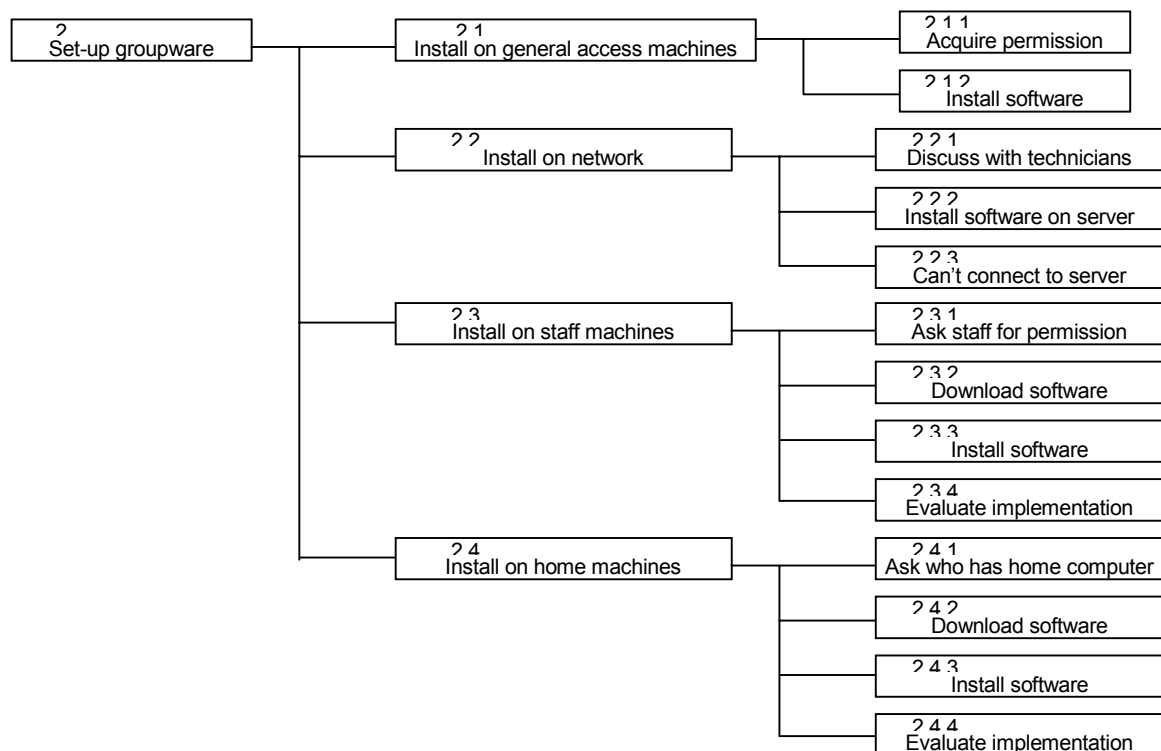 2
Set-up groupware
2.1
Install on general access machines
2.1.1
Acquire permission
2.1.2
Install software
2.2
Install on network
2.2.1
Discuss with technicians
2.2.2
Install software on server
2.2.3
Can't connect to server
2.3
Install on staff machines
2.3.1
Ask staff for permission
2.3.2
Download software
2.3.3
Install software
2.3.4
Evaluate implementation
2.4
Install on home machines
2.4.1
Ask who has home computer
2.4.2
Download software
2.4.3
Install software
2.4.4
Evaluate implementation